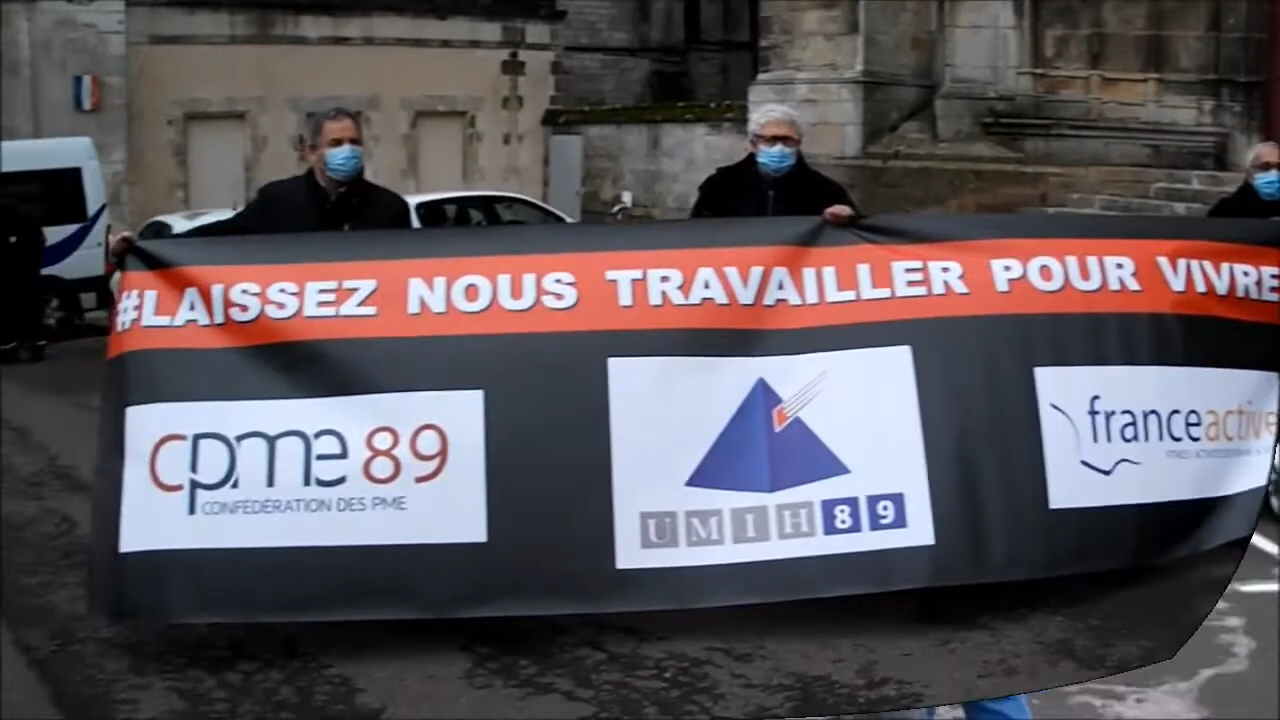 #LAISSEZ NOUS TRAVAILLER POUR VIVRE
cpme 89
CONFÉDÉRATION DES PME
UMIH 89
franceactive